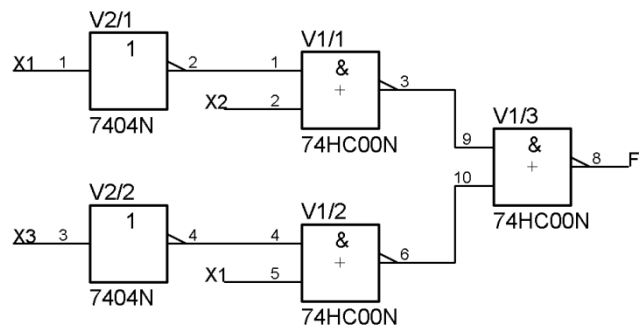 V2/1
1
X1 1 2
7404N
V1/1
&
1
X2 2
3
74HC00N
V1/3
&
9
10
8 F
74HC00N
V2/2
1
X3 3 4
7404N
V1/2
&
4
X1 5
6
74HC00N